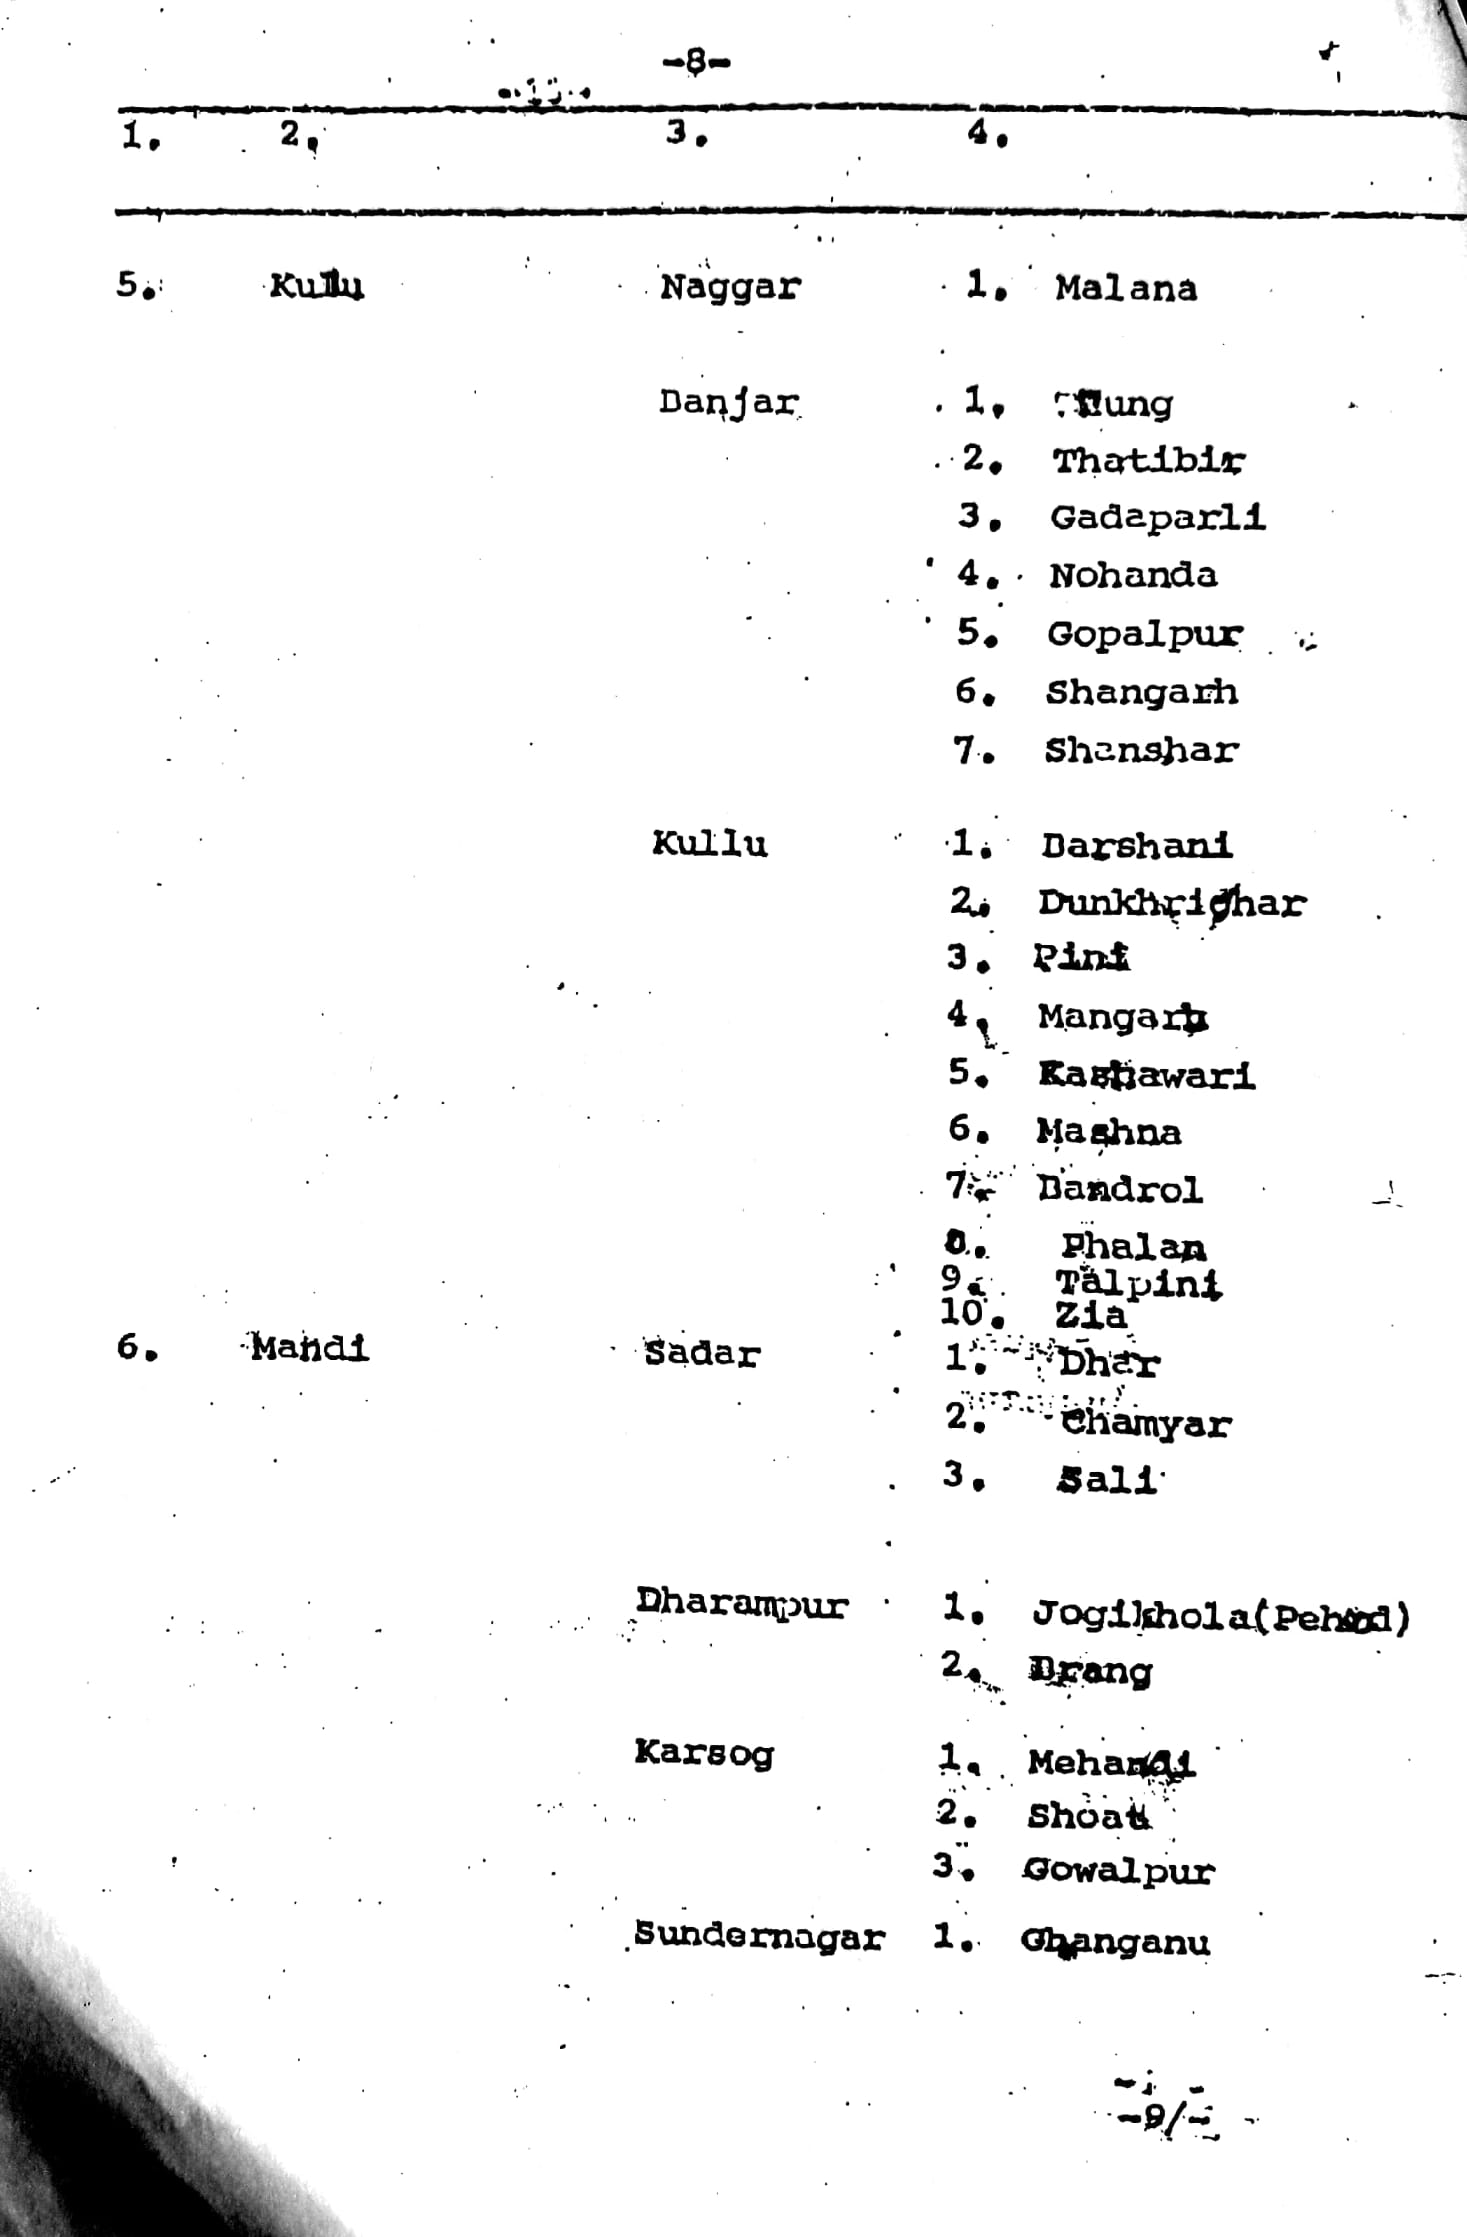 -8-
1. 2. 3. 4.
5. Kullu Naggar 1. Malana
Banjar 1. Tung
2. Thatibir
3. Gadaparli
4. Nohanda
5. Gopalpur
6. Shangarh
7. Shanshar
Kullu 1. Darshani
2. Dunkhrighar
3. Pini
4. Mangarh
5. Kashawari
6. Mashna
7. Bandrol
8. Phalan
9. Talpini
10. Zia
6. Mandi Sadar 1. Dhar
2. Chamyar
3. Sali
Dharampur 1. Jogikhola(Pehad)
2. Drang
Karsog 1. Mehandi
2. Shoat
3. Gowalpur
Sundernagar 1. Ghanganu
-9/-